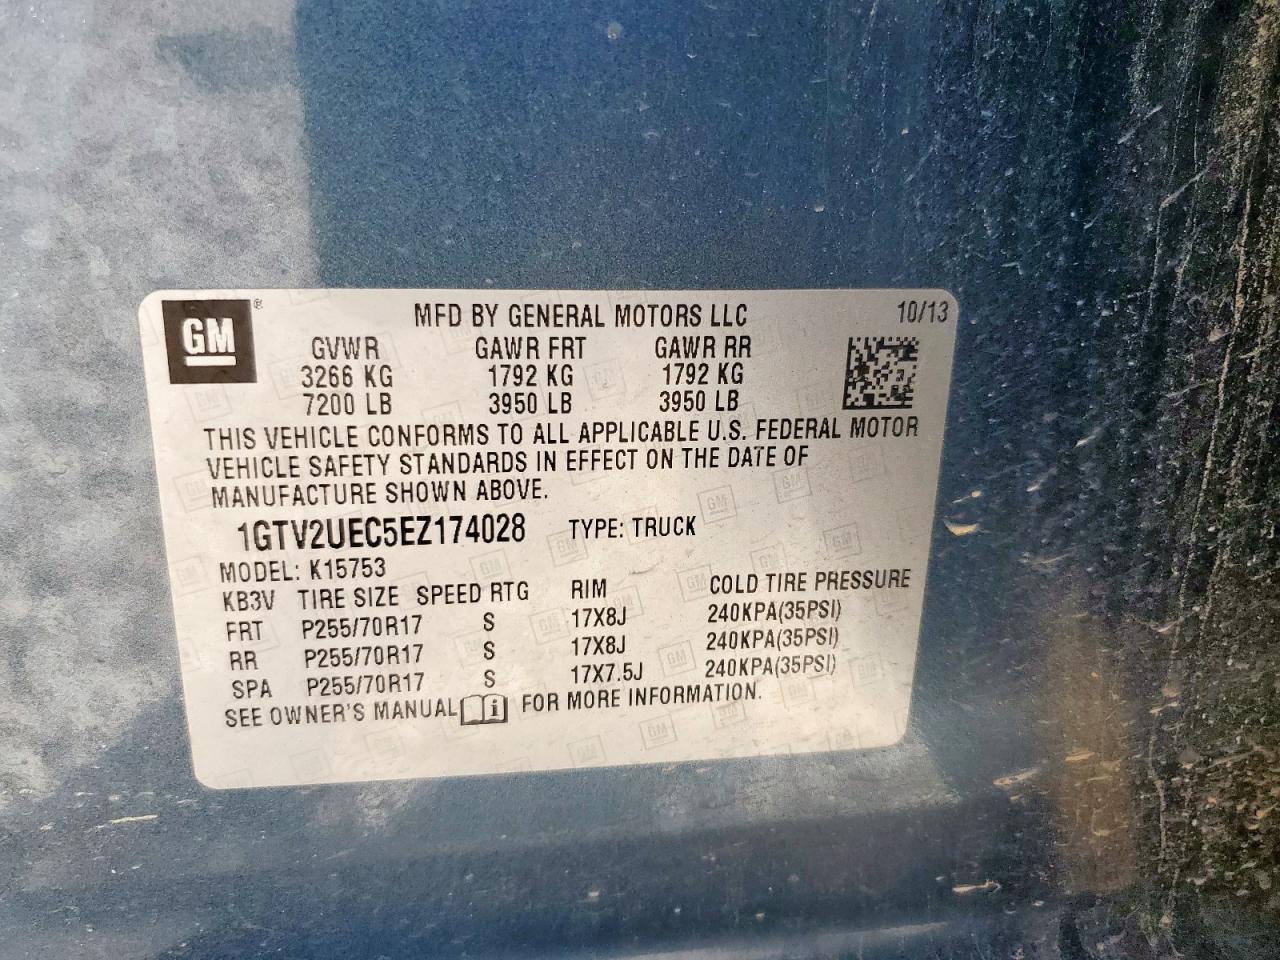 GM ®
MFD BY GENERAL MOTORS LLC 10/13
GVWR GAWR FRT GAWR RR
3266 KG 1792 KG 1792 KG
7200 LB 3950 LB 3950 LB
THIS VEHICLE CONFORMS TO ALL APPLICABLE U.S. FEDERAL MOTOR
VEHICLE SAFETY STANDARDS IN EFFECT ON THE DATE OF
MANUFACTURE SHOWN ABOVE.
1GTV2UEC5EZ174028 TYPE: TRUCK
MODEL: K15753
KB3V TIRE SIZE SPEED RTG RIM COLD TIRE PRESSURE
FRT P255/70R17 S 17X8J 240KPA(35PSI)
RR P255/70R17 S 17X8J 240KPA(35PSI)
SPA P255/70R17 S 17X7.5J 240KPA(35PSI)
SEE OWNER'S MANUAL i FOR MORE INFORMATION.